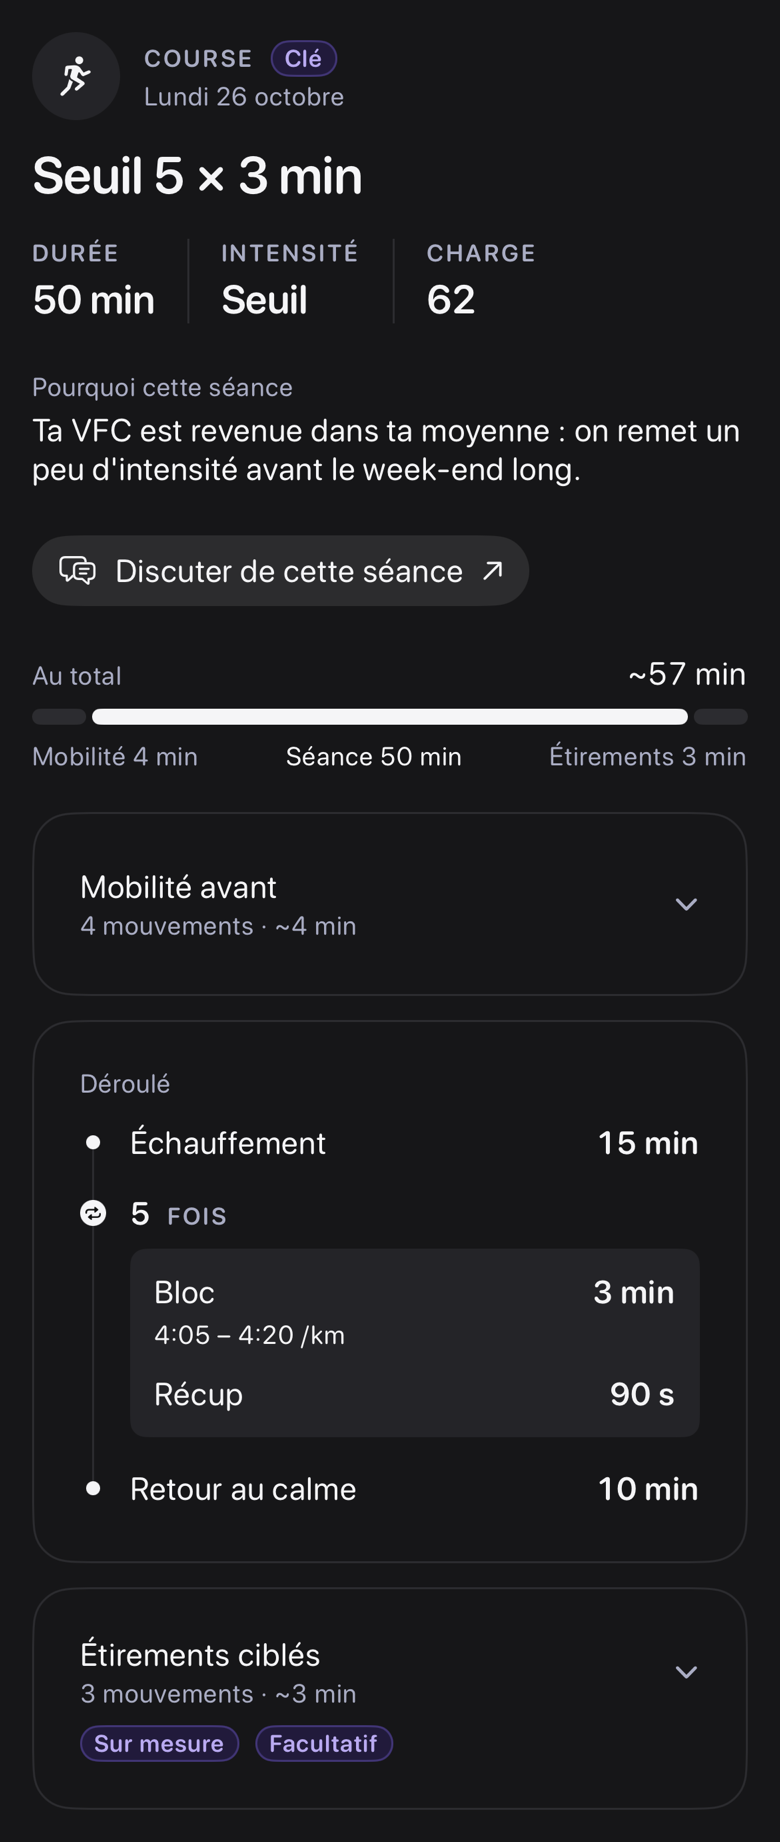 COURSE Clé
Lundi 26 octobre
Seuil 5 × 3 min
DURÉE INTENSITÉ CHARGE
50 min Seuil 62
Pourquoi cette séance
Ta VFC est revenue dans ta moyenne : on remet un
peu d'intensité avant le week-end long.
Discuter de cette séance
Au total ~57 min
Mobilité 4 min Séance 50 min Étirements 3 min
Mobilité avant
4 mouvements · ~4 min
Déroulé
Échauffement 15 min
5 FOIS
Bloc 3 min
4:05 – 4:20 /km
Récup 90 s
Retour au calme 10 min
Étirements ciblés
3 mouvements · ~3 min
Sur mesure Facultatif